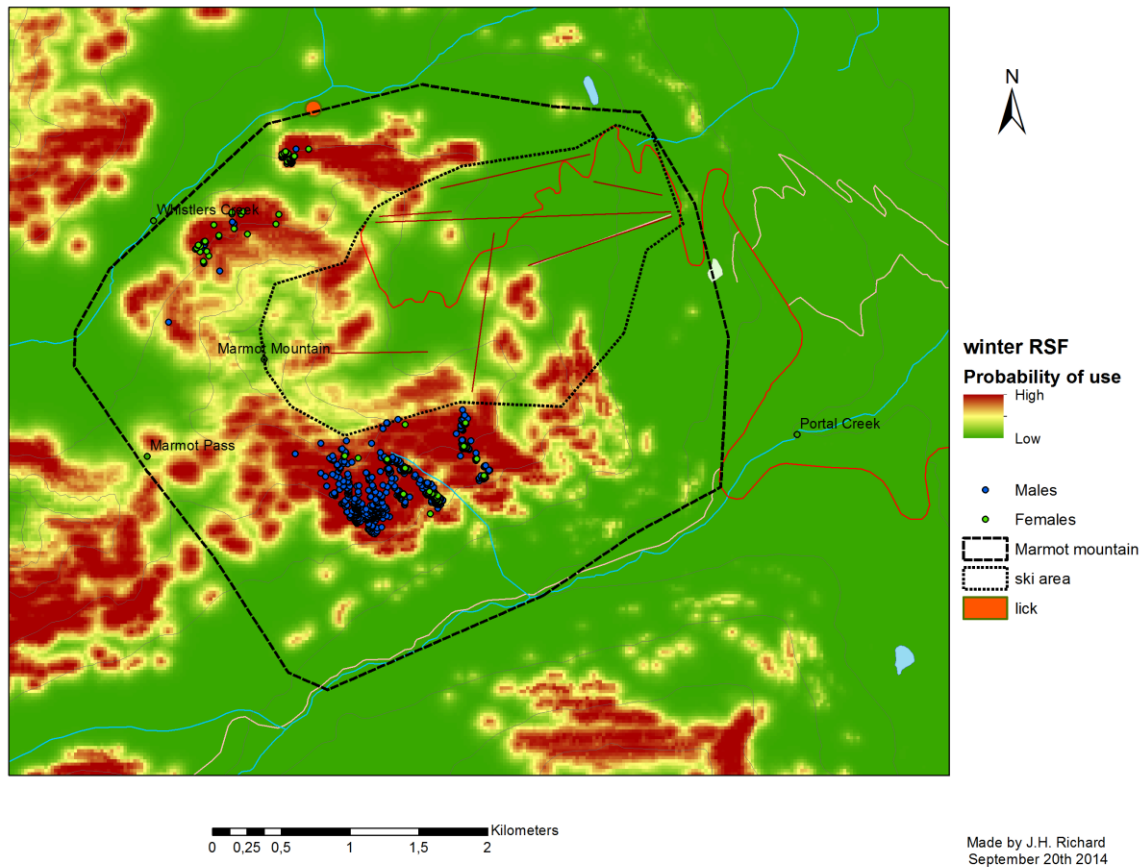 N
Whistlers Creek
Marmot Mountain
Marmot Pass
Portal Creek
winter RSF
Probability of use
High
Low
Males
Females
Marmot mountain
ski area
lick
Kilometers
0 0,25 0,5 1 1,5 2
Made by J.H. Richard
September 20th 2014